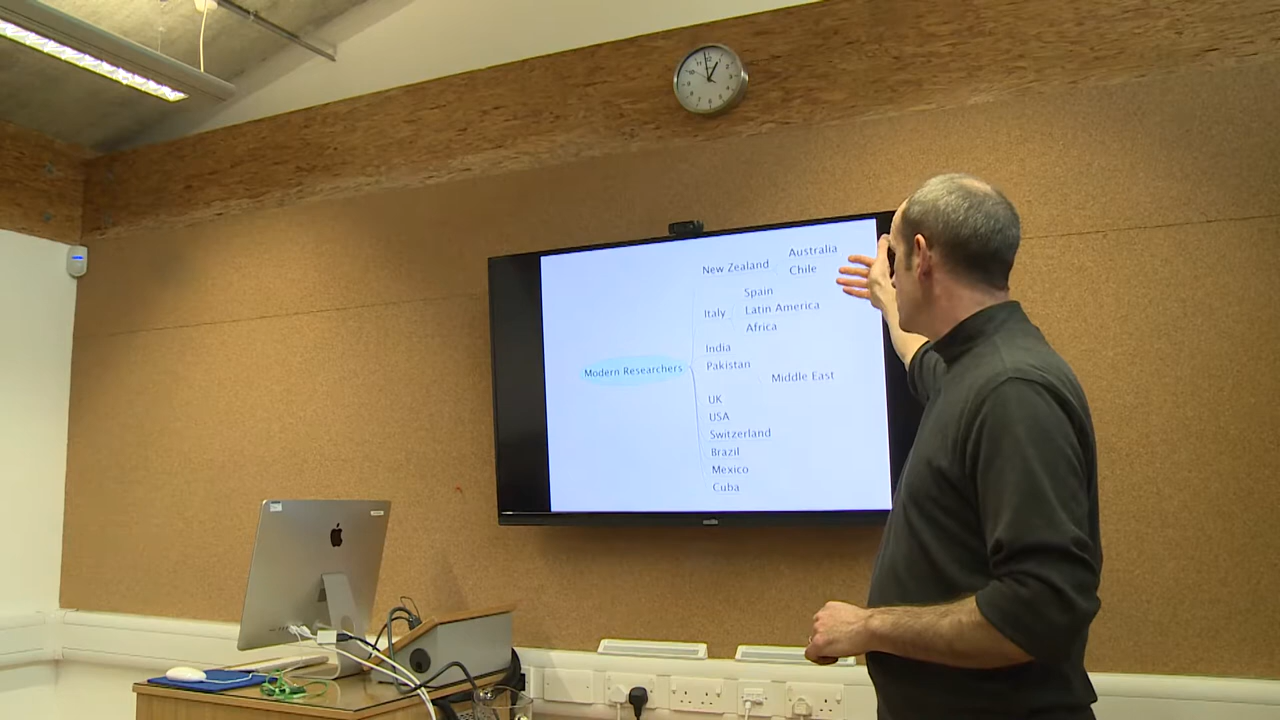 Modern Researchers
New Zealand
Australia
Chile
Italy
Spain
Latin America
Africa
India
Pakistan
Middle East
UK
USA
Switzerland
Brazil
Mexico
Cuba